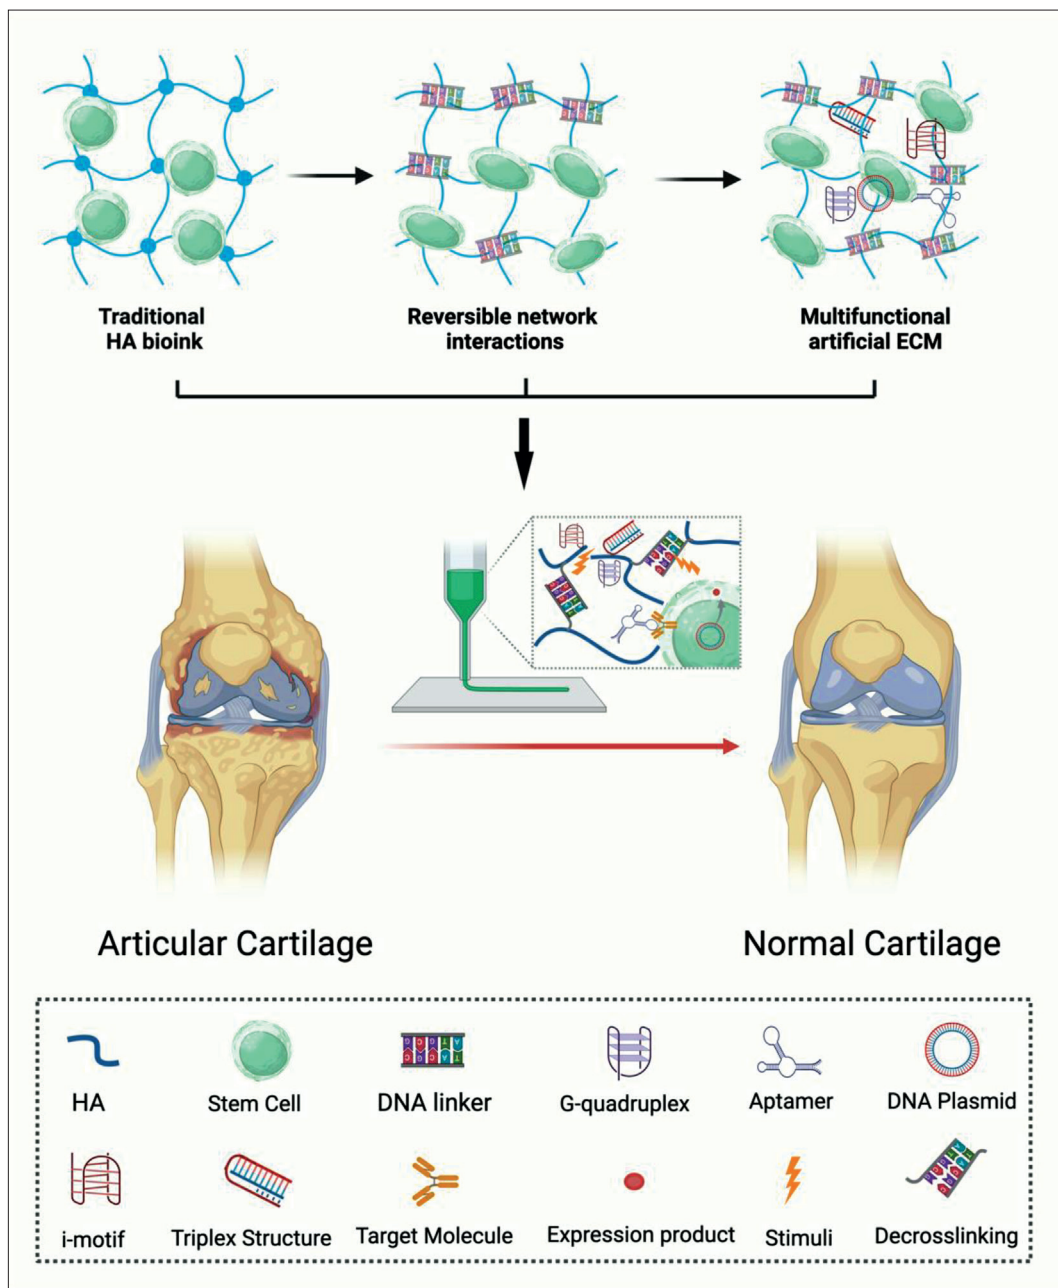 Traditional
HA bioink
Reversible network
interactions
Multifunctional
artificial ECM
Articular Cartilage
Normal Cartilage
HA
Stem Cell
DNA linker
G-quadruplex
Aptamer
DNA Plasmid
i-motif
Triplex Structure
Target Molecule
Expression product
Stimuli
Decrosslinking